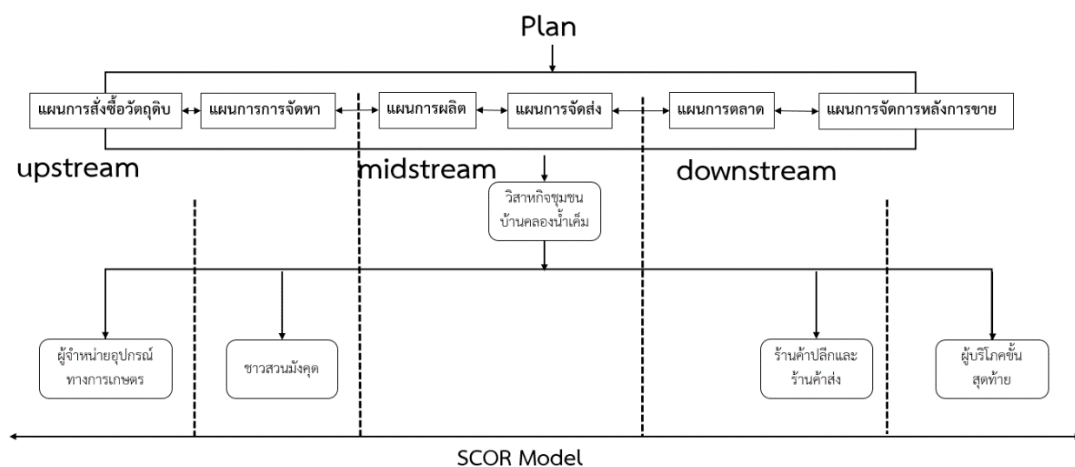 Plan
แผนการสั่งซื้อวัตถุดิบ
แผนการการจัดหา
แผนการผลิต
แผนการจัดส่ง
แผนการตลาด
แผนการจัดการหลังการขาย
upstream
midstream
downstream
วิสาหกิจชุมชน
บ้านคลองน้ำเค็ม
ผู้จำหน่ายอุปกรณ์
ทางการเกษตร
ชาวสวนมังคุด
ร้านค้าปลีกและ
ร้านค้าส่ง
ผู้บริโภคขั้น
สุดท้าย
SCOR Model